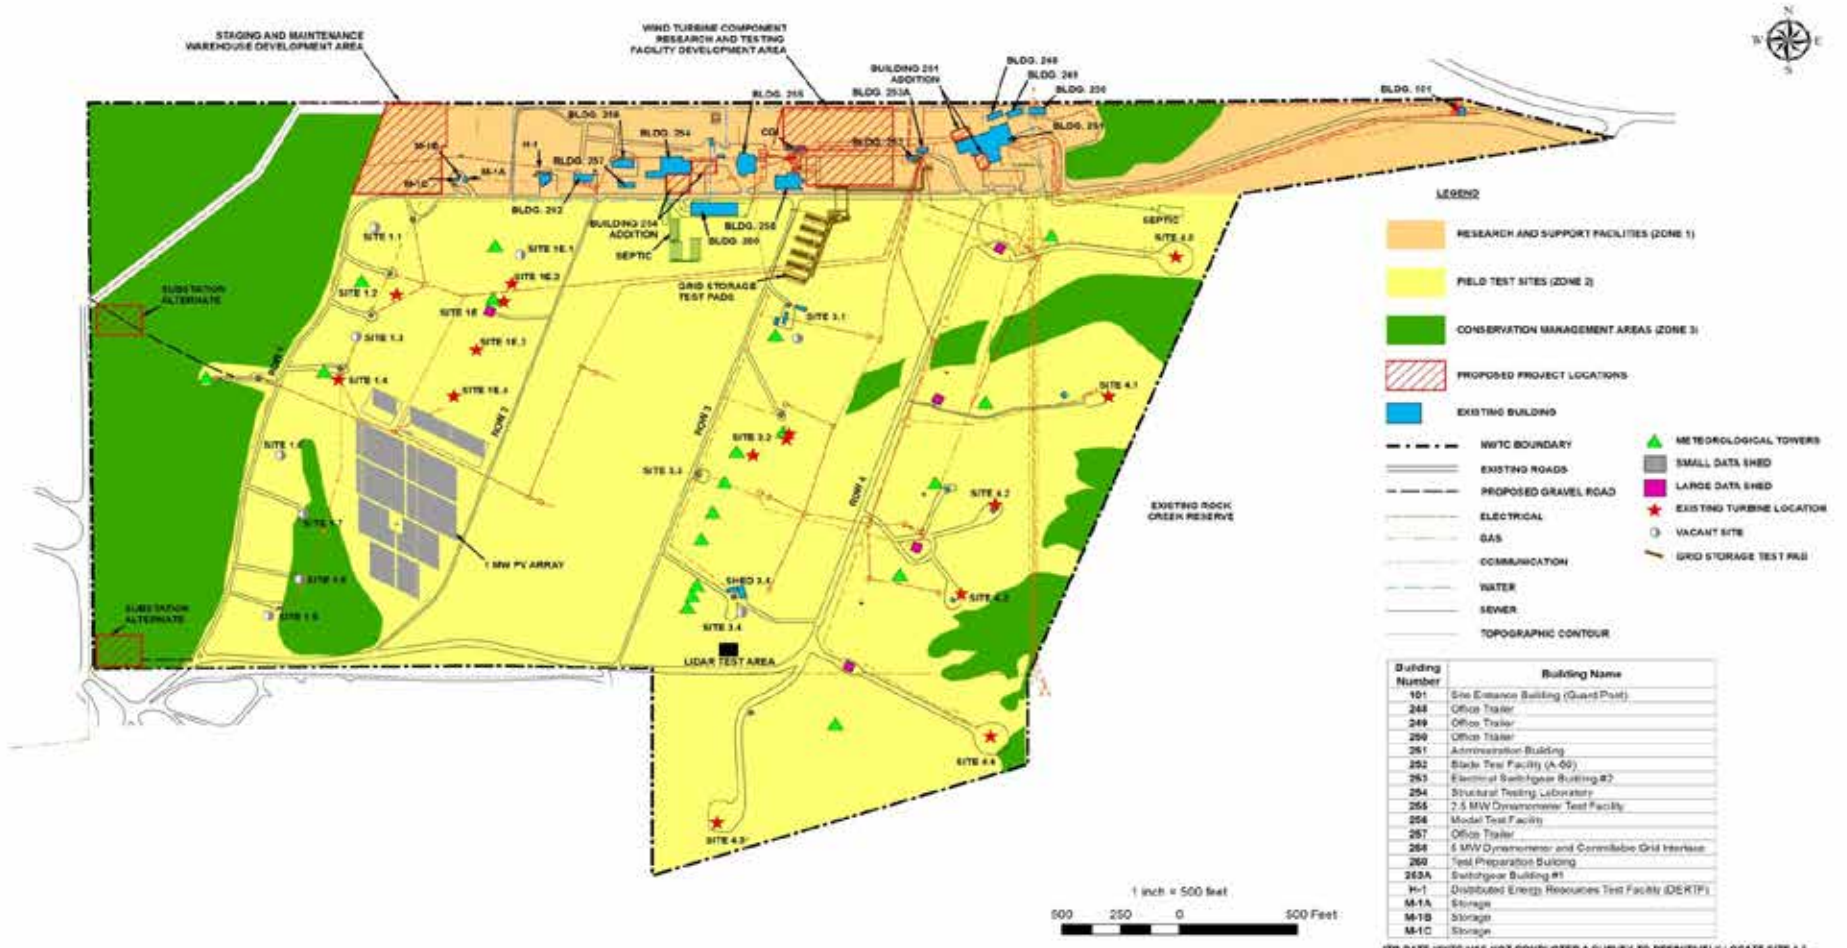 N
W
E
S
STAGING AND MAINTENANCE
WAREHOUSE DEVELOPMENT AREA
WIND TURBINE COMPONENT
RESEARCH AND TESTING
FACILITY DEVELOPMENT AREA
BUILDING 251
ADDITION
BLDG. 248
BLDG. 249
BLDG. 250
BLDG. 251
BLDG. 253A
BLDG. 255
BLDG. 101
BLDG. 256
BLDG. 254
CGI
BLDG. 253
M-1B
M-1A
M-1C
H-1
BLDG. 257
BLDG. 252
BUILDING 254
ADDITION
BLDG. 258
BLDG. 260
SEPTIC
SEPTIC
GRID STORAGE
TEST PADS
SUBSTATION
ALTERNATE
SUBSTATION
ALTERNATE
SITE 1.1
SITE 1E.1
SITE 1E.2
SITE 1.2
SITE 1E
SITE 1.3
SITE 1E.3
SITE 1.4
SITE 1E.4
SITE 1.7
ROW 2
ROW 3
ROW 4
1 MW PV ARRAY
SITE 3.1
SITE 3.2
SITE 3.3
SHED 3.4
SITE 3.4
LIDAR TEST AREA
SITE 4.0
SITE 4.1
SITE 4.2
SITE 4.4
EXISTING ROCK
CREEK RESERVE
LEGEND
RESEARCH AND SUPPORT FACILITIES (ZONE 1)
FIELD TEST SITES (ZONE 2)
CONSERVATION MANAGEMENT AREAS (ZONE 3)
PROPOSED PROJECT LOCATIONS
EXISTING BUILDING
NWTC BOUNDARY
EXISTING ROADS
PROPOSED GRAVEL ROAD
ELECTRICAL
GAS
COMMUNICATION
WATER
SEWER
TOPOGRAPHIC CONTOUR
METEOROLOGICAL TOWERS
SMALL DATA SHED
LARGE DATA SHED
EXISTING TURBINE LOCATION
VACANT SITE
GRID STORAGE TEST PAD
Building Number Building Name
101 Site Entrance Building (Guard Post)
248 Office Trailer
249 Office Trailer
250 Office Trailer
251 Administration Building
252 Blade Test Facility (A-60)
253 Electrical Switchgear Building #2
254 Structural Testing Laboratory
255 2.5 MW Dynamometer Test Facility
256 Modal Test Facility
257 Office Trailer
258 5 MW Dynamometer and Controllable Grid Interface
260 Test Preparation Building
253A Switchgear Building #1
H-1 Distributed Energy Resources Test Facility (DERTF)
M-1A Storage
M-1B Storage
M-1C Storage
1 inch = 500 feet
500 250 0 500 Feet